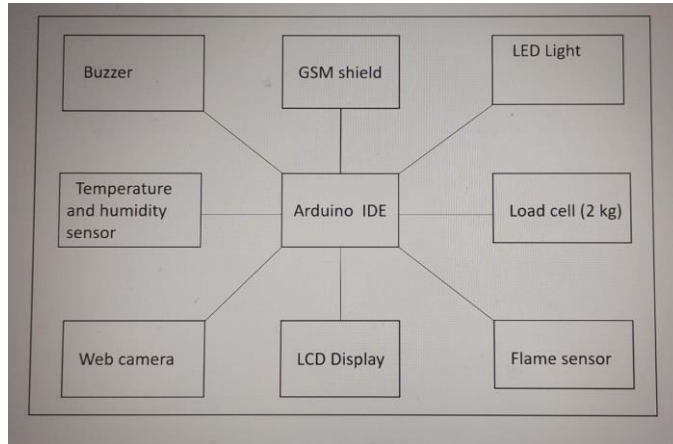 Buzzer
GSM shield
LED Light
Temperature
and humidity
sensor
Arduino IDE
Load cell (2 kg)
Web camera
LCD Display
Flame sensor